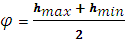 φ = (h_max + h_min) / 2